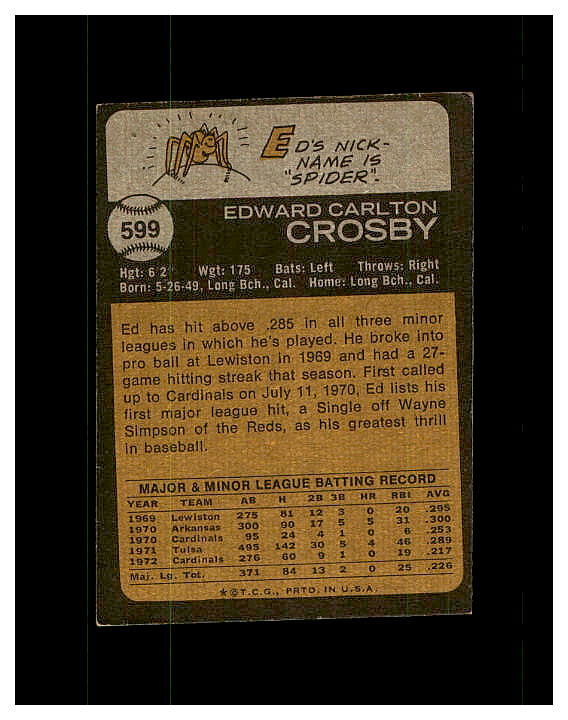 ED'S NICK-
NAME IS
"SPIDER".
599
EDWARD CARLTON
CROSBY
Hgt: 6'2" Wgt: 175 Bats: Left Throws: Right
Born: 5-26-49, Long Bch., Cal. Home: Long Bch., Cal.
Ed has hit above .285 in all three minor
leagues in which he's played. He broke into
pro ball at Lewiston in 1969 and had a 27-
game hitting streak that season. First called
up to Cardinals on July 11, 1970, Ed lists his
first major league hit, a Single off Wayne
Simpson of the Reds, as his greatest thrill
in baseball.
MAJOR & MINOR LEAGUE BATTING RECORD
YEAR TEAM AB H 2B 3B HR RBI AVG
1969 Lewiston 275 81 12 3 0 20 .295
1970 Arkansas 300 90 17 5 5 31 .300
1970 Cardinals 95 24 4 1 0 6 .253
1971 Tulsa 495 142 30 5 4 46 .289
1972 Cardinals 276 60 9 1 0 19 .217
Maj. Lg. Tot. 371 84 13 2 0 25 .226
★©T.C.G., PRTD. IN U.S.A.